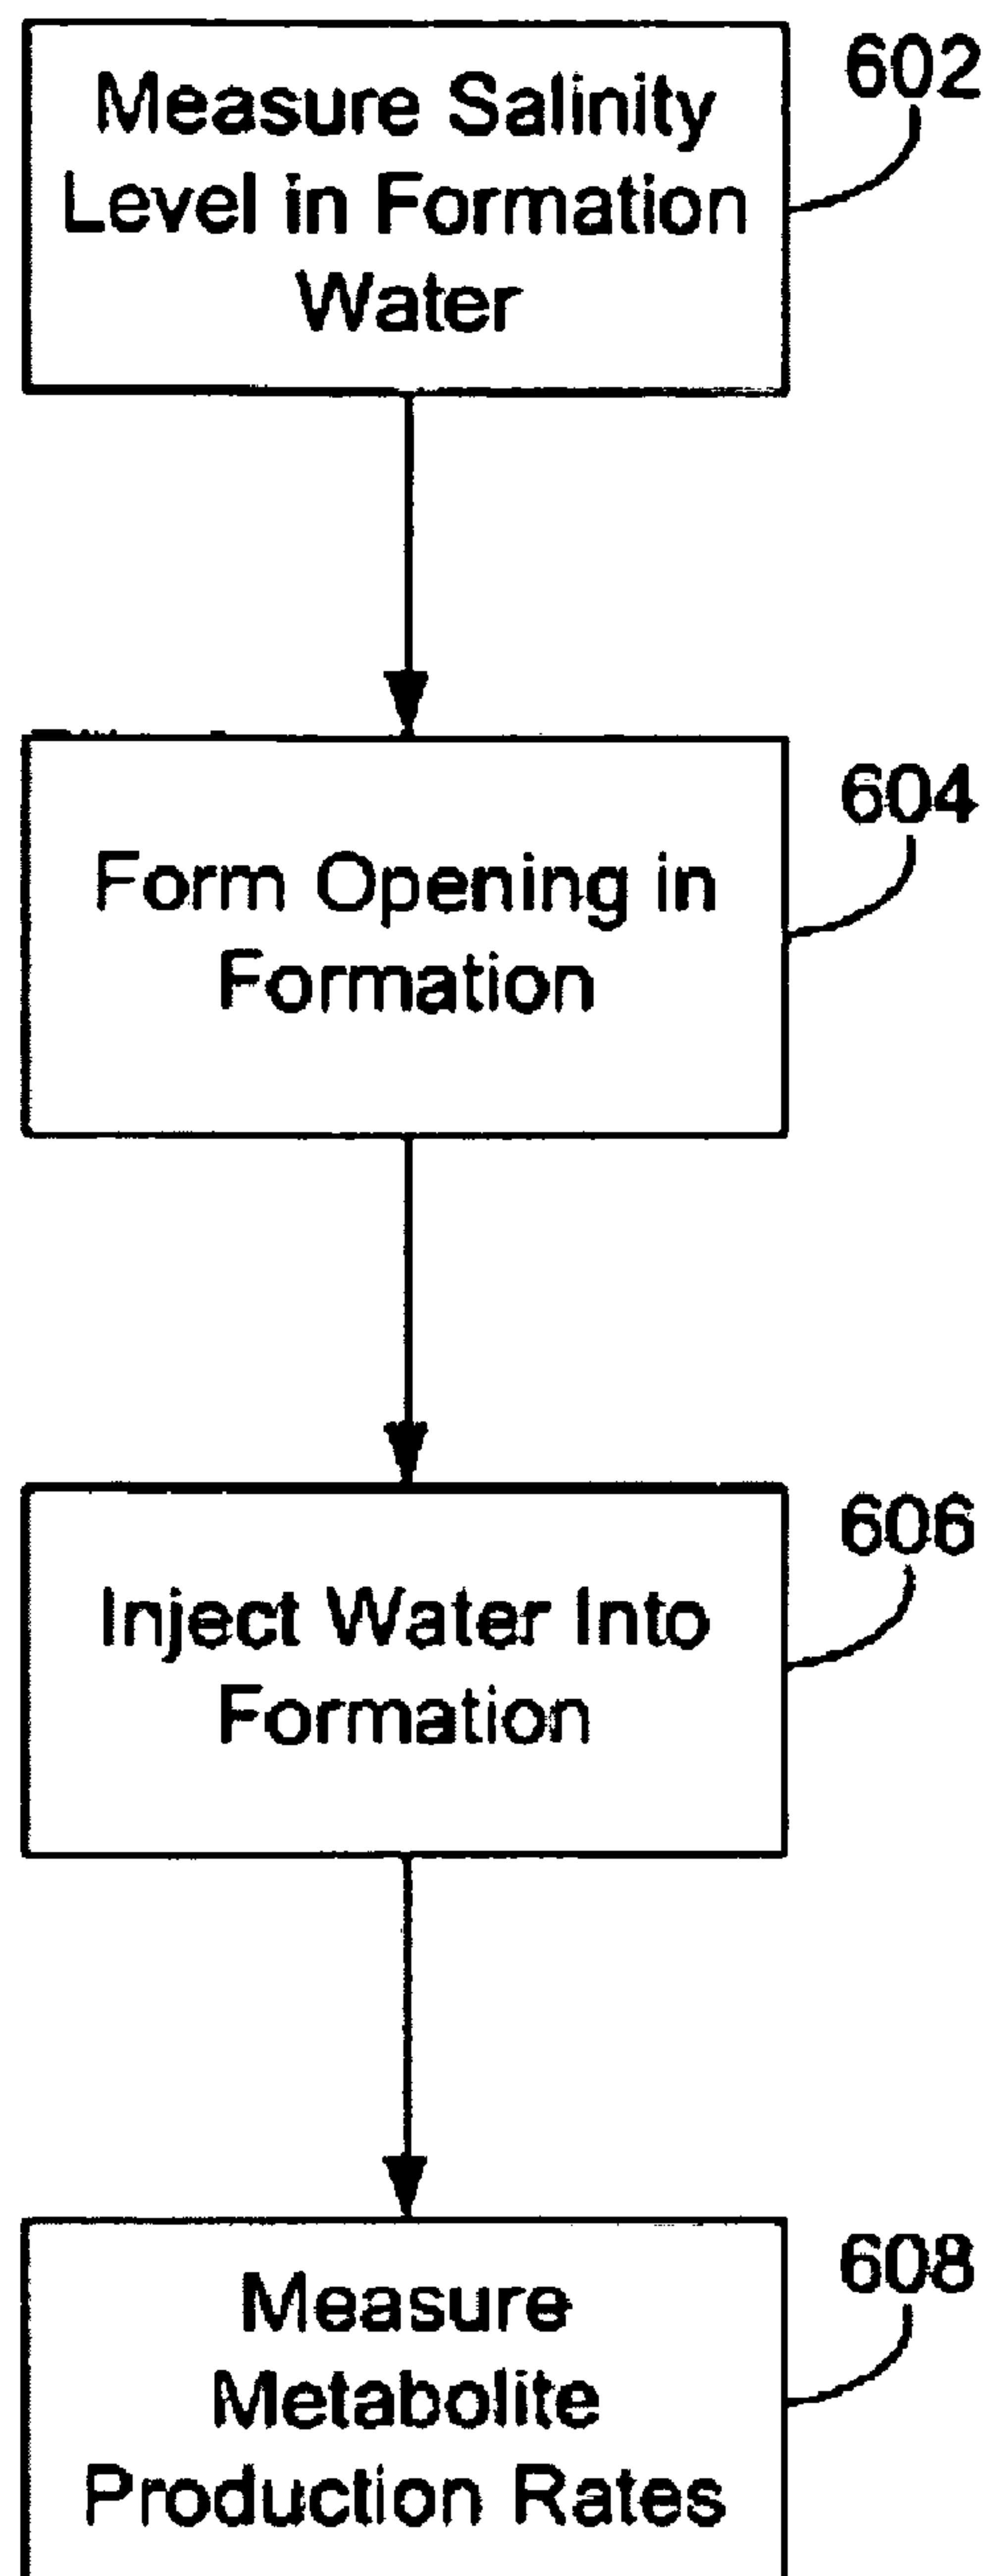 Measure Salinity
Level in Formation
Water
602
Form Opening in
Formation
604
Inject Water Into
Formation
606
Measure
Metabolite
Production Rates
608